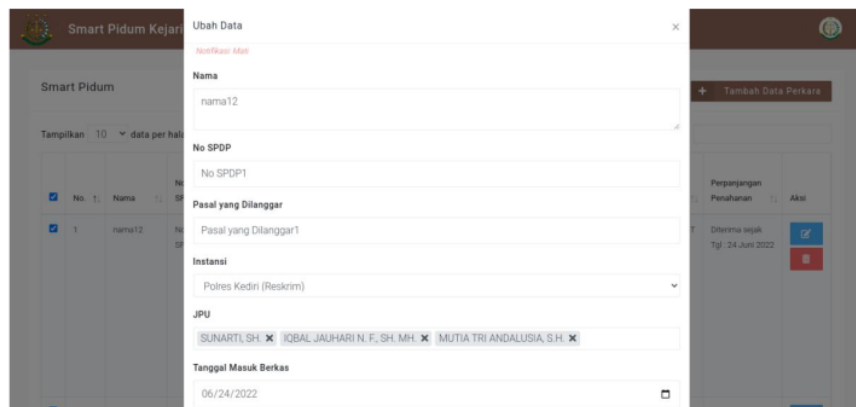 Smart Pidum Kejari
Ubah Data
×
Notifikasi: Mati
Smart Pidum
+ Tambah Data Perkara
Nama
nama12
Tampilkan 10 data per hala
No SPDP
No SPDP1
No. Nama
Perpanjangan
Penahanan
Aksi
Pasal yang Dilanggar
Pasal yang Dilanggar1
1 nama12
Diterima sejak
Tgl : 24 Juni 2022
Instansi
Polres Kediri (Reskrim)
JPU
SUNARTI, SH. ✖ IQBAL JAUHARI N. F., SH. MH. ✖ MUTIA TRI ANDALUSIA, S.H. ✖
Tanggal Masuk Berkas
06/24/2022